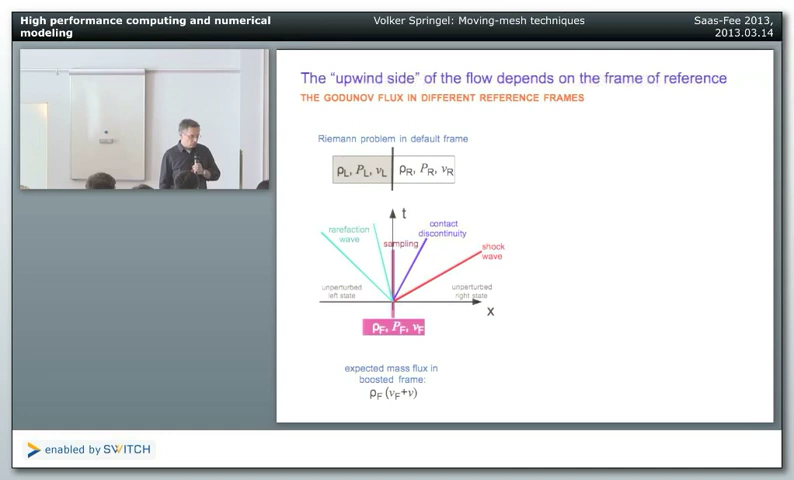 High performance computing and numerical
modeling
Volker Springel: Moving-mesh techniques
Saas-Fee 2013,
2013.03.14
The "upwind side" of the flow depends on the frame of reference
THE GODUNOV FLUX IN DIFFERENT REFERENCE FRAMES
Riemann problem in default frame
ρL, PL, vL
ρR, PR, vR
t
rarefaction
wave
sampling
contact
discontinuity
shock
wave
unperturbed
left state
unperturbed
right state
x
ρF, PF, vF
expected mass flux in
boosted frame:
ρF (vF+v)
enabled by SWITCH